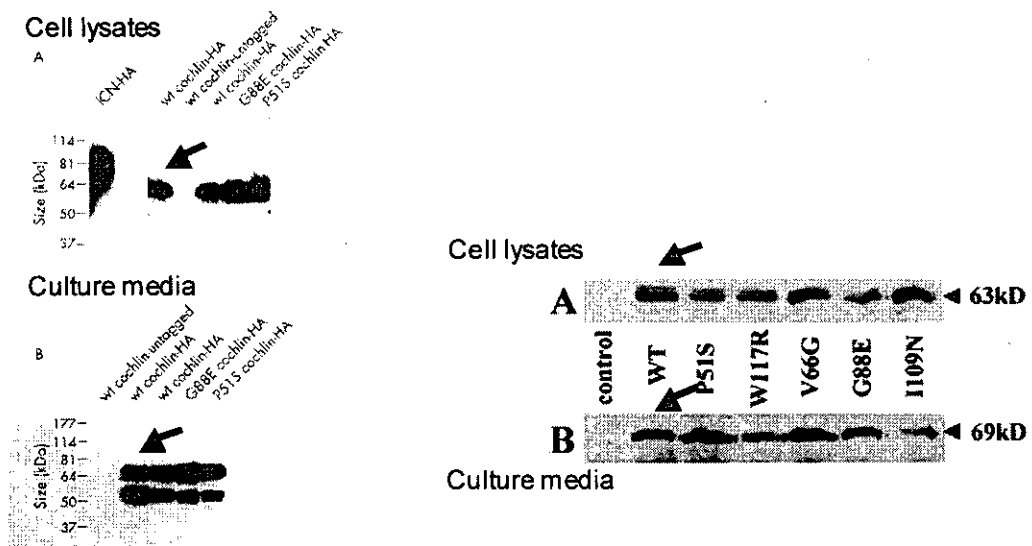 Cell lysates
A
ICN-HA
wt cochlin-HA
wt cochlin-untagged
wt cochlin-HA
G88E cochlin-HA
P51S cochlin HA
Size (kDa)
114
81
64
50
37
Culture media
B
wt cochlin-untagged
wt cochlin-HA
wt cochlin-HA
G88E cochlin-HA
P51S cochlin-HA
Size (kDa)
177
114
81
64
50
37
Cell lysates
A
63kD
control
WT
P51S
W117R
V66G
G88E
I109N
B
69kD
Culture media